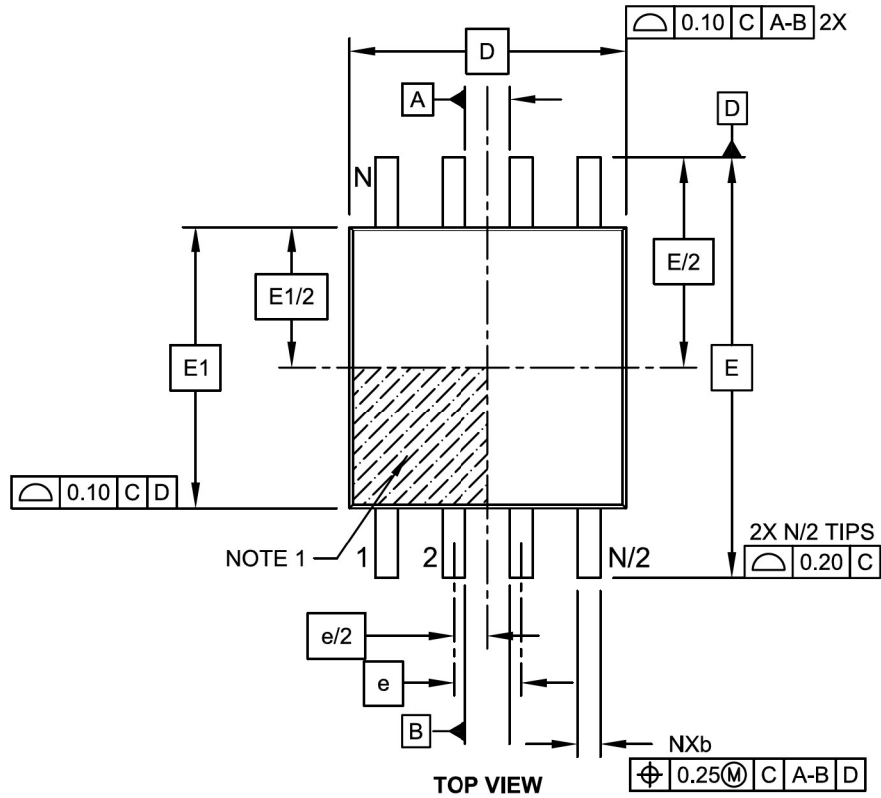 0.10 C A-B 2X
D
A
D
N
E/2
E1/2
E1
E
0.10 C D
2X N/2 TIPS
NOTE 1
1
2
N/2
0.20 C
e/2
e
B
NXb
0.25Ⓜ C A-B D
TOP VIEW